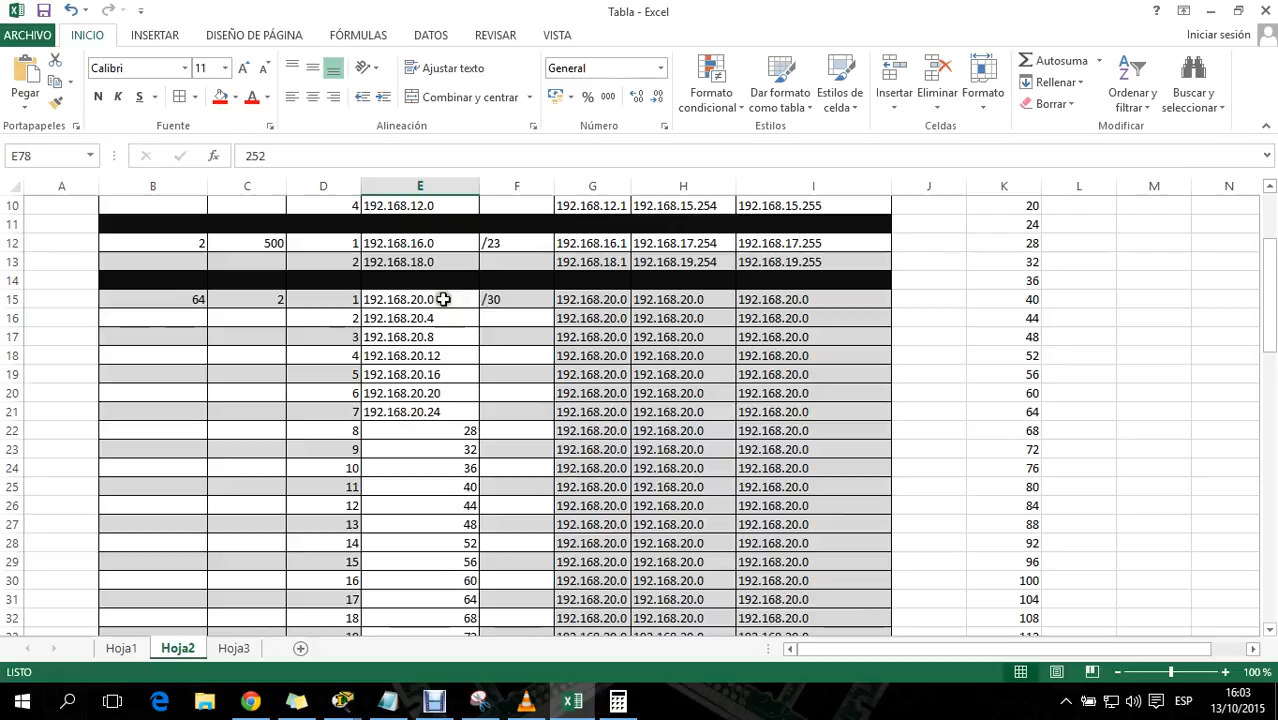 Tabla - Excel
?
ARCHIVO INICIO INSERTAR DISEÑO DE PÁGINA FÓRMULAS DATOS REVISAR VISTA Iniciar sesión
Pegar
Calibri 11 A A
N K S A
Ajustar texto
Combinar y centrar
General
% 000
Formato condicional
Dar formato como tabla
Estilos de celda
Insertar Eliminar Formato
Autosuma
Rellenar
Borrar
Ordenar y filtrar
Buscar y seleccionar
Portapapeles Fuente Alineación Número Estilos Celdas Modificar
E78 fx 252
A B C D E F G H I J K L M N
10 4 192.168.12.0 192.168.12.1 192.168.15.254 192.168.15.255 20
11 24
12 2 500 1 192.168.16.0 /23 192.168.16.1 192.168.17.254 192.168.17.255 28
13 2 192.168.18.0 192.168.18.1 192.168.19.254 192.168.19.255 32
14 36
15 64 2 1 192.168.20.0 /30 192.168.20.0 192.168.20.0 192.168.20.0 40
16 2 192.168.20.4 192.168.20.0 192.168.20.0 192.168.20.0 44
17 3 192.168.20.8 192.168.20.0 192.168.20.0 192.168.20.0 48
18 4 192.168.20.12 192.168.20.0 192.168.20.0 192.168.20.0 52
19 5 192.168.20.16 192.168.20.0 192.168.20.0 192.168.20.0 56
20 6 192.168.20.20 192.168.20.0 192.168.20.0 192.168.20.0 60
21 7 192.168.20.24 192.168.20.0 192.168.20.0 192.168.20.0 64
22 8 28 192.168.20.0 192.168.20.0 192.168.20.0 68
23 9 32 192.168.20.0 192.168.20.0 192.168.20.0 72
24 10 36 192.168.20.0 192.168.20.0 192.168.20.0 76
25 11 40 192.168.20.0 192.168.20.0 192.168.20.0 80
26 12 44 192.168.20.0 192.168.20.0 192.168.20.0 84
27 13 48 192.168.20.0 192.168.20.0 192.168.20.0 88
28 14 52 192.168.20.0 192.168.20.0 192.168.20.0 92
29 15 56 192.168.20.0 192.168.20.0 192.168.20.0 96
30 16 60 192.168.20.0 192.168.20.0 192.168.20.0 100
31 17 64 192.168.20.0 192.168.20.0 192.168.20.0 104
32 18 68 192.168.20.0 192.168.20.0 192.168.20.0 108
Hoja1 Hoja2 Hoja3
LISTO 100 %
ESP
16:03
13/10/2015